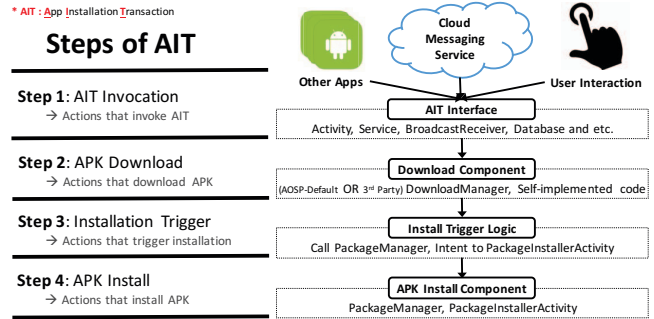 * AIT : App Installation Transaction
Steps of AIT
Step 1: AIT Invocation
→ Actions that invoke AIT
Step 2: APK Download
→ Actions that download APK
Step 3: Installation Trigger
→ Actions that trigger installation
Step 4: APK Install
→ Actions that install APK
Cloud
Messaging
Service
Other Apps
User Interaction
AIT Interface
Activity, Service, BroadcastReceiver, Database and etc.
Download Component
(AOSP-Default OR 3rd Party) DownloadManager, Self-implemented code
Install Trigger Logic
Call PackageManager, Intent to PackageInstallerActivity
APK Install Component
PackageManager, PackageInstallerActivity